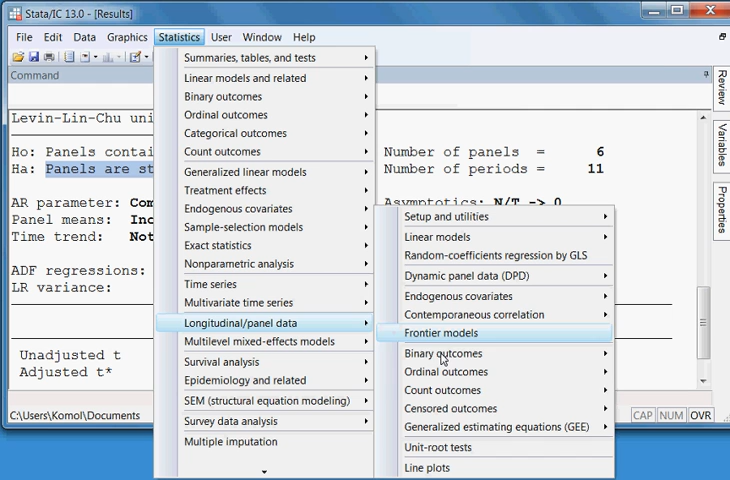 Stata/IC 13.0 - [Results]
File Edit Data Graphics Statistics User Window Help
Command
Review
Variables
Properties
Levin-Lin-Chu uni
Ho: Panels contai
Number of panels = 6
Ha: Panels are st
Number of periods = 11
AR parameter: Com
Asymptotics: N/T -> 0
Panel means: Inc
Time trend: Not
ADF regressions:
LR variance:
Unadjusted t
Adjusted t*
C:\Users\Komol\Documents
CAP NUM OVR
Summaries, tables, and tests
Linear models and related
Binary outcomes
Ordinal outcomes
Categorical outcomes
Count outcomes
Generalized linear models
Treatment effects
Endogenous covariates
Sample-selection models
Exact statistics
Nonparametric analysis
Time series
Multivariate time series
Longitudinal/panel data
Multilevel mixed-effects models
Survival analysis
Epidemiology and related
SEM (structural equation modeling)
Survey data analysis
Multiple imputation
Setup and utilities
Linear models
Random-coefficients regression by GLS
Dynamic panel data (DPD)
Endogenous covariates
Contemporaneous correlation
Frontier models
Binary outcomes
Ordinal outcomes
Count outcomes
Censored outcomes
Generalized estimating equations (GEE)
Unit-root tests
Line plots